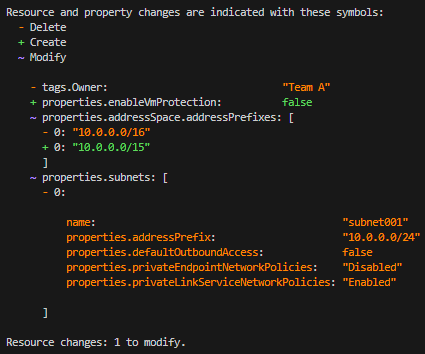 Resource and property changes are indicated with these symbols:
- Delete
+ Create
~ Modify
- tags.Owner: "Team A"
+ properties.enableVmProtection: false
~ properties.addressSpace.addressPrefixes: [
- 0: "10.0.0.0/16"
+ 0: "10.0.0.0/15"
]
~ properties.subnets: [
- 0:
name: "subnet001"
properties.addressPrefix: "10.0.0.0/24"
properties.defaultOutboundAccess: false
properties.privateEndpointNetworkPolicies: "Disabled"
properties.privateLinkServiceNetworkPolicies: "Enabled"
]
Resource changes: 1 to modify.